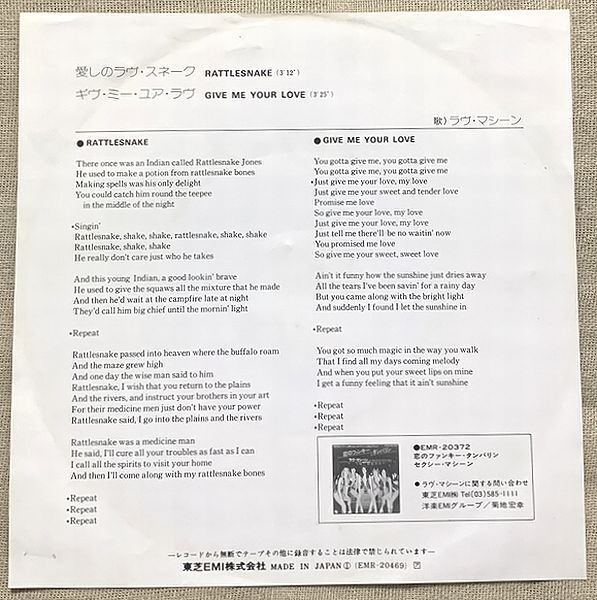 愛しのラヴ・スネーク RATTLESNAKE (3'12")
ギヴ・ミー・ユア・ラヴ GIVE ME YOUR LOVE (3'25")
歌)ラヴ・マシーン
●RATTLESNAKE
There once was an Indian called Rattlesnake Jones
He used to make a potion from rattlesnake bones
Making spells was his only delight
You could catch him round the teepee
in the middle of the night
*Singin'
Rattlesnake, shake, shake, rattlesnake, shake, shake
Rattlesnake, shake, shake
He really don't care just who he takes
And this young Indian, a good lookin' brave
He used to give the squaws all the mixture that he made
And then he'd wait at the campfire late at night
They'd call him big chief until the mornin' light
*Repeat
Rattlesnake passed into heaven where the buffalo roam
And the maze grew high
And one day the wise man said to him
Rattlesnake, I wish that you return to the plains
And the rivers, and instruct your brothers in your art
For their medicine men just don't have your power
Rattlesnake said, I go into the plains and the rivers
Rattlesnake was a medicine man
He said, I'll cure all your troubles as fast as I can
I call all the spirits to visit your home
And then I'll come along with my rattlesnake bones
*Repeat
*Repeat
*Repeat
●GIVE ME YOUR LOVE
You gotta give me, you gotta give me
You gotta give me, you gotta give me
*Just give me your love, my love
Just give me your sweet and tender love
Promise me love
So give me your love, my love
Just give me your love, my love
Just tell me there'll be no waitin' now
You promised me love
So give me your sweet, sweet love
Ain't it funny how the sunshine just dries away
All the tears I've been savin' for a rainy day
But you came along with the bright light
And suddenly I found I let the sunshine in
*Repeat
You got so much magic in the way you walk
That I find all my days coming melody
And when you put your sweet lips on mine
I get a funny feeling that it ain't sunshine
*Repeat
*Repeat
*Repeat
●EMR-20372
恋のファンキー・タンバリン
セクシー・マシーン
●ラヴ・マシーンに関する問い合わせ
東芝EMI㈱ Tel(03)585-1111
洋楽EMIグループ/菊地宏幸
—レコードから無断でテープその他に録音することは法律で禁じられています—
東芝EMI株式会社 MADE IN JAPAN Ⓘ (EMR-20469) ア